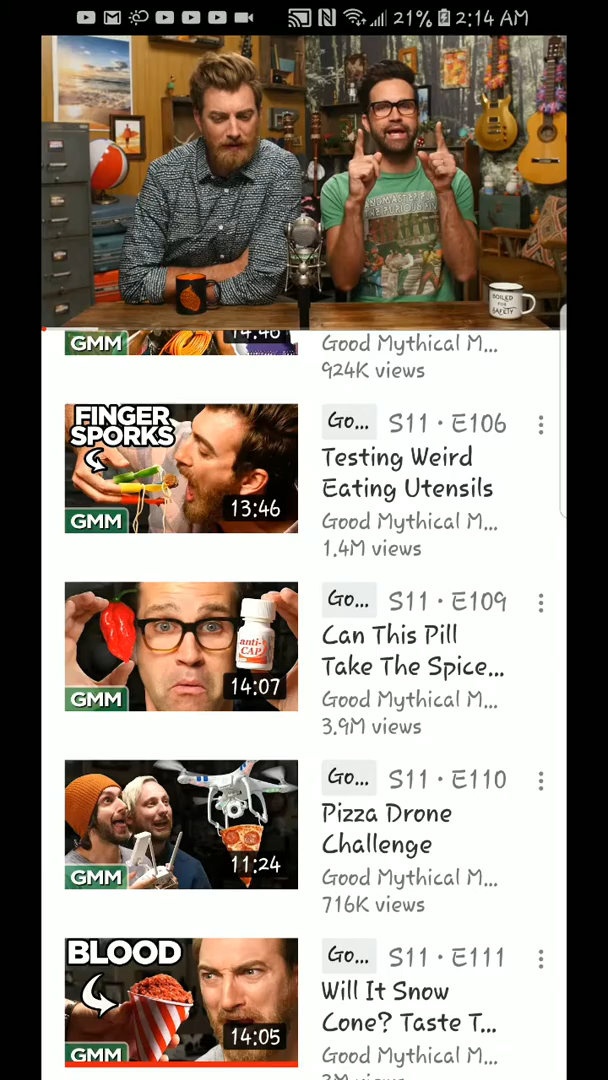 21% 2:14 AM
BOILED
FOR
SAFETY
14:46
GMM
Good Mythical M...
924K views
FINGER
SPORKS
13:46
GMM
Go... S11 • E106
Testing Weird
Eating Utensils
Good Mythical M...
1.4M views
anti-
CAP
14:07
GMM
Go... S11 • E109
Can This Pill
Take The Spice...
Good Mythical M...
3.9M views
11:24
GMM
Go... S11 • E110
Pizza Drone
Challenge
Good Mythical M...
716K views
BLOOD
14:05
GMM
Go... S11 • E111
Will It Snow
Cone? Taste T...
Good Mythical M...